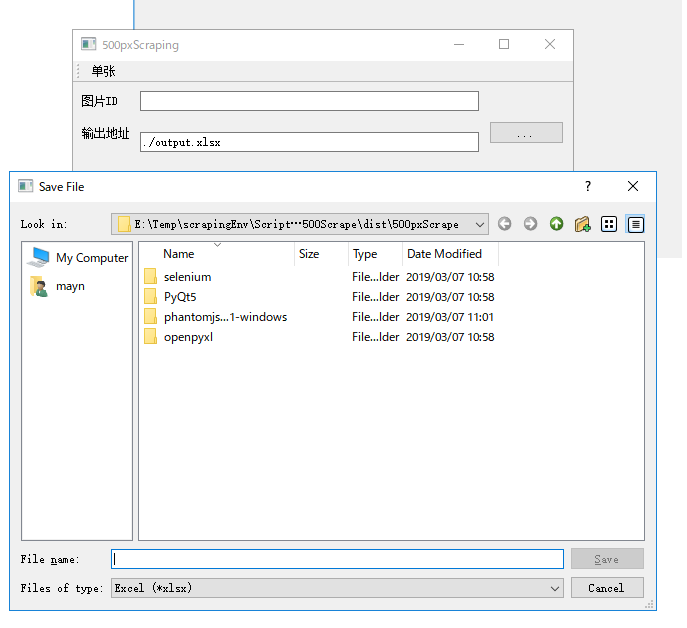 500pxScraping
单张
图片ID
输出地址
./output.xlsx
...
Save File
?
Look in:
E:\Temp\scrapingEnv\Script···500Scrape\dist\500pxScrape
My Computer
mayn
Name Size Type Date Modified
selenium File...lder 2019/03/07 10:58
PyQt5 File...lder 2019/03/07 10:58
phantomjs...1-windows File...lder 2019/03/07 11:01
openpyxl File...lder 2019/03/07 10:58
File name:
Save
Files of type:
Excel (*xlsx)
Cancel